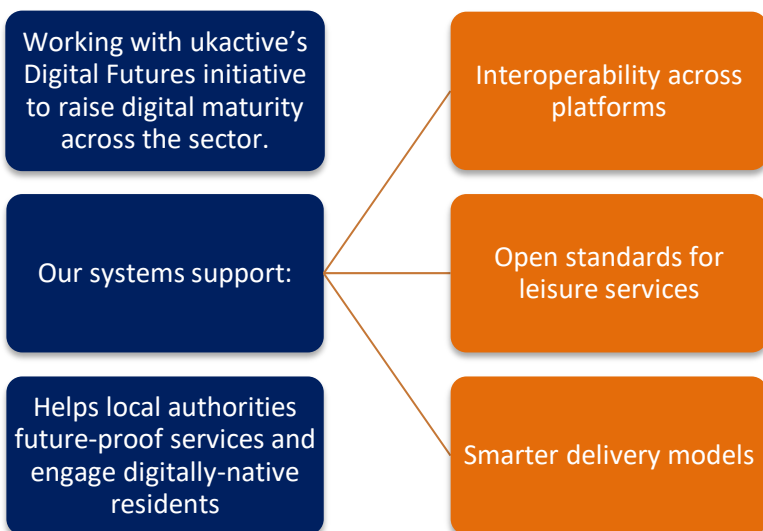 Working with ukactive’s
Digital Futures initiative
to raise digital maturity
across the sector.
Our systems support:
Helps local authorities
future-proof services and
engage digitally-native
residents
Interoperability across
platforms
Open standards for
leisure services
Smarter delivery models